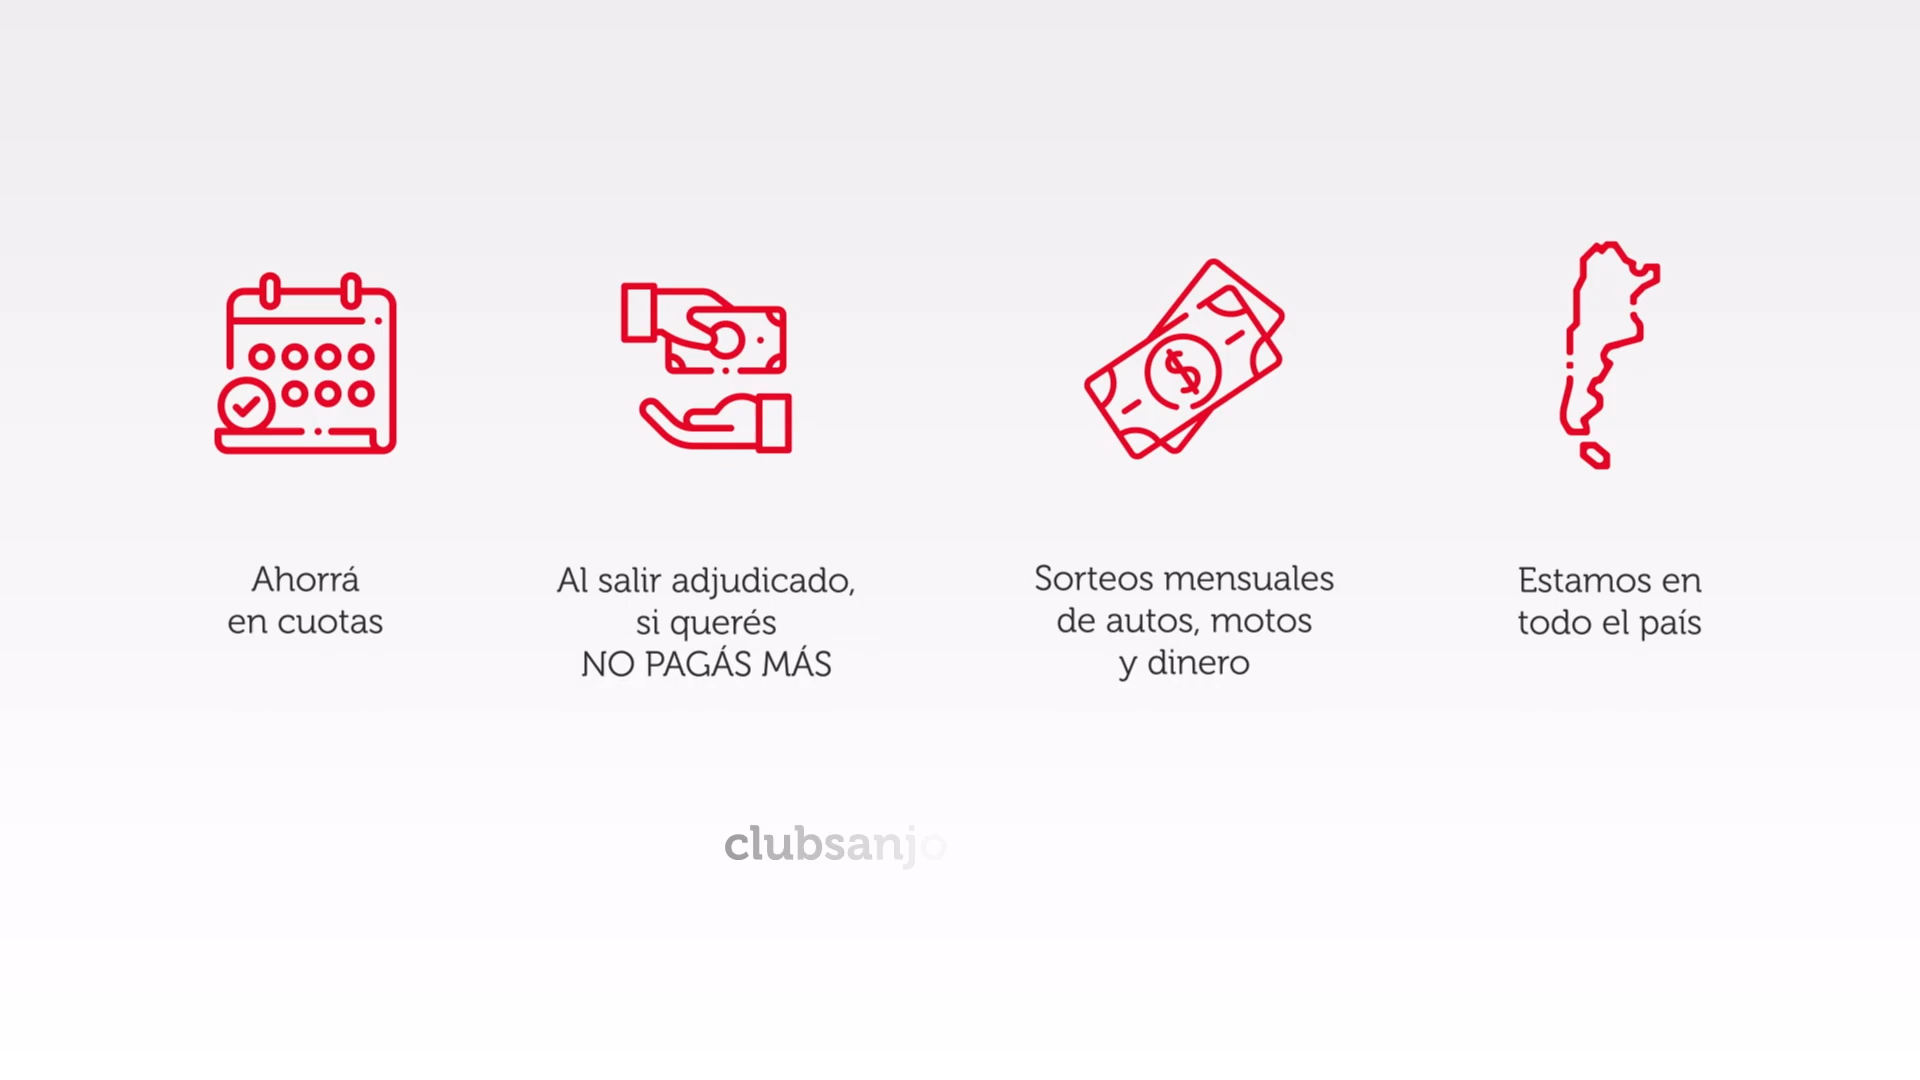 Ahorrá
en cuotas
Al salir adjudicado,
si querés
NO PAGÁS MÁS
Sorteos mensuales
de autos, motos
y dinero
Estamos en
todo el país
clubsanjo
$